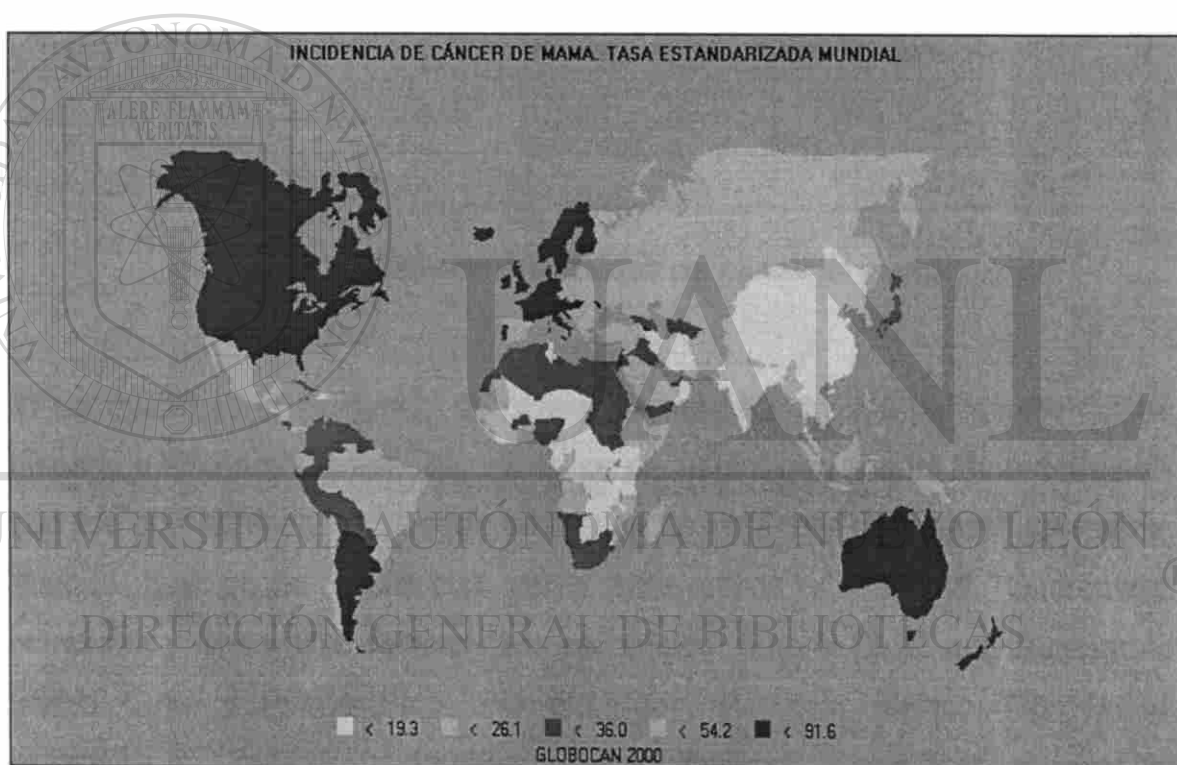 INCIDENCIA DE CÁNCER DE MAMA. TASA ESTANDARIZADA MUNDIAL
ALERE FLAMMAM
VERITATIS
UANL
UNIVERSIDAD AUTÓNOMA DE NUEVO LEÓN
®
DIRECCIÓN GENERAL DE BIBLIOTECAS
< 19.3 < 26.1 < 36.0 < 54.2 < 91.6
GLOBOCAN 2000